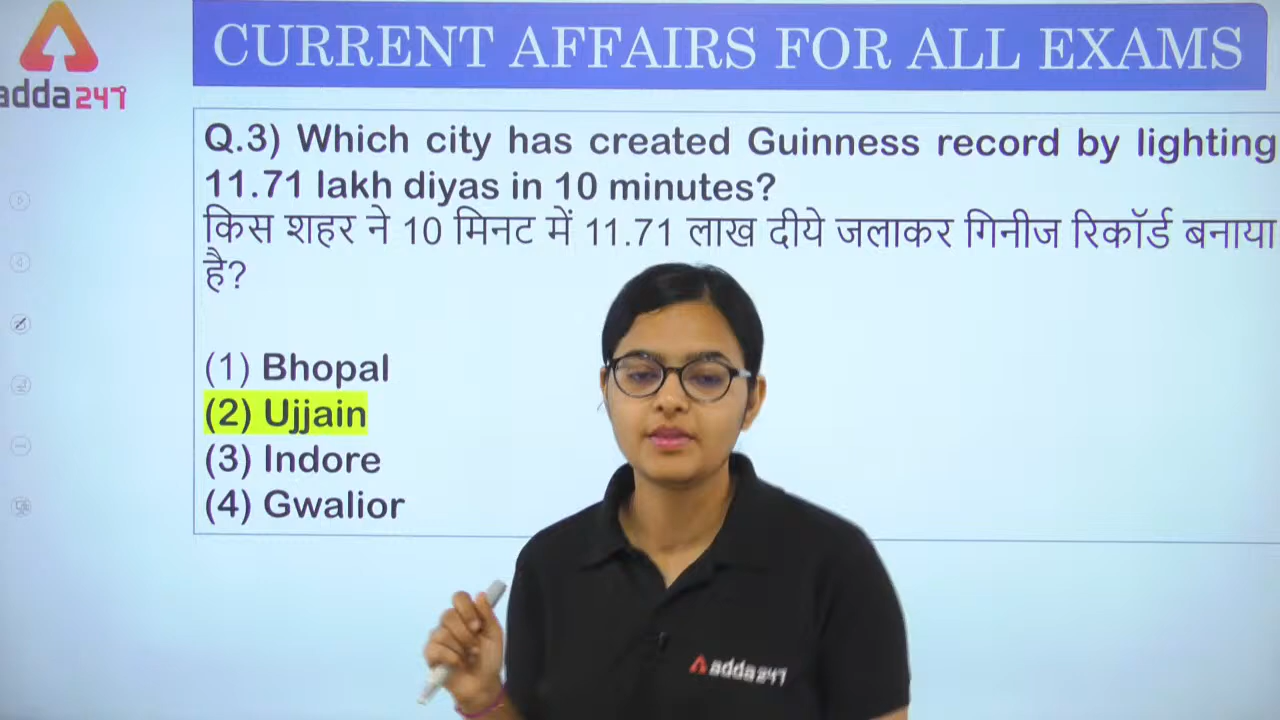 CURRENT AFFAIRS FOR ALL EXAMS
adda247
Q.3) Which city has created Guinness record by lighting
11.71 lakh diyas in 10 minutes?
किस शहर ने 10 मिनट में 11.71 लाख दीये जलाकर गिनीज रिकॉर्ड बनाया
है?
(1) Bhopal
(2) Ujjain
(3) Indore
(4) Gwalior
adda247